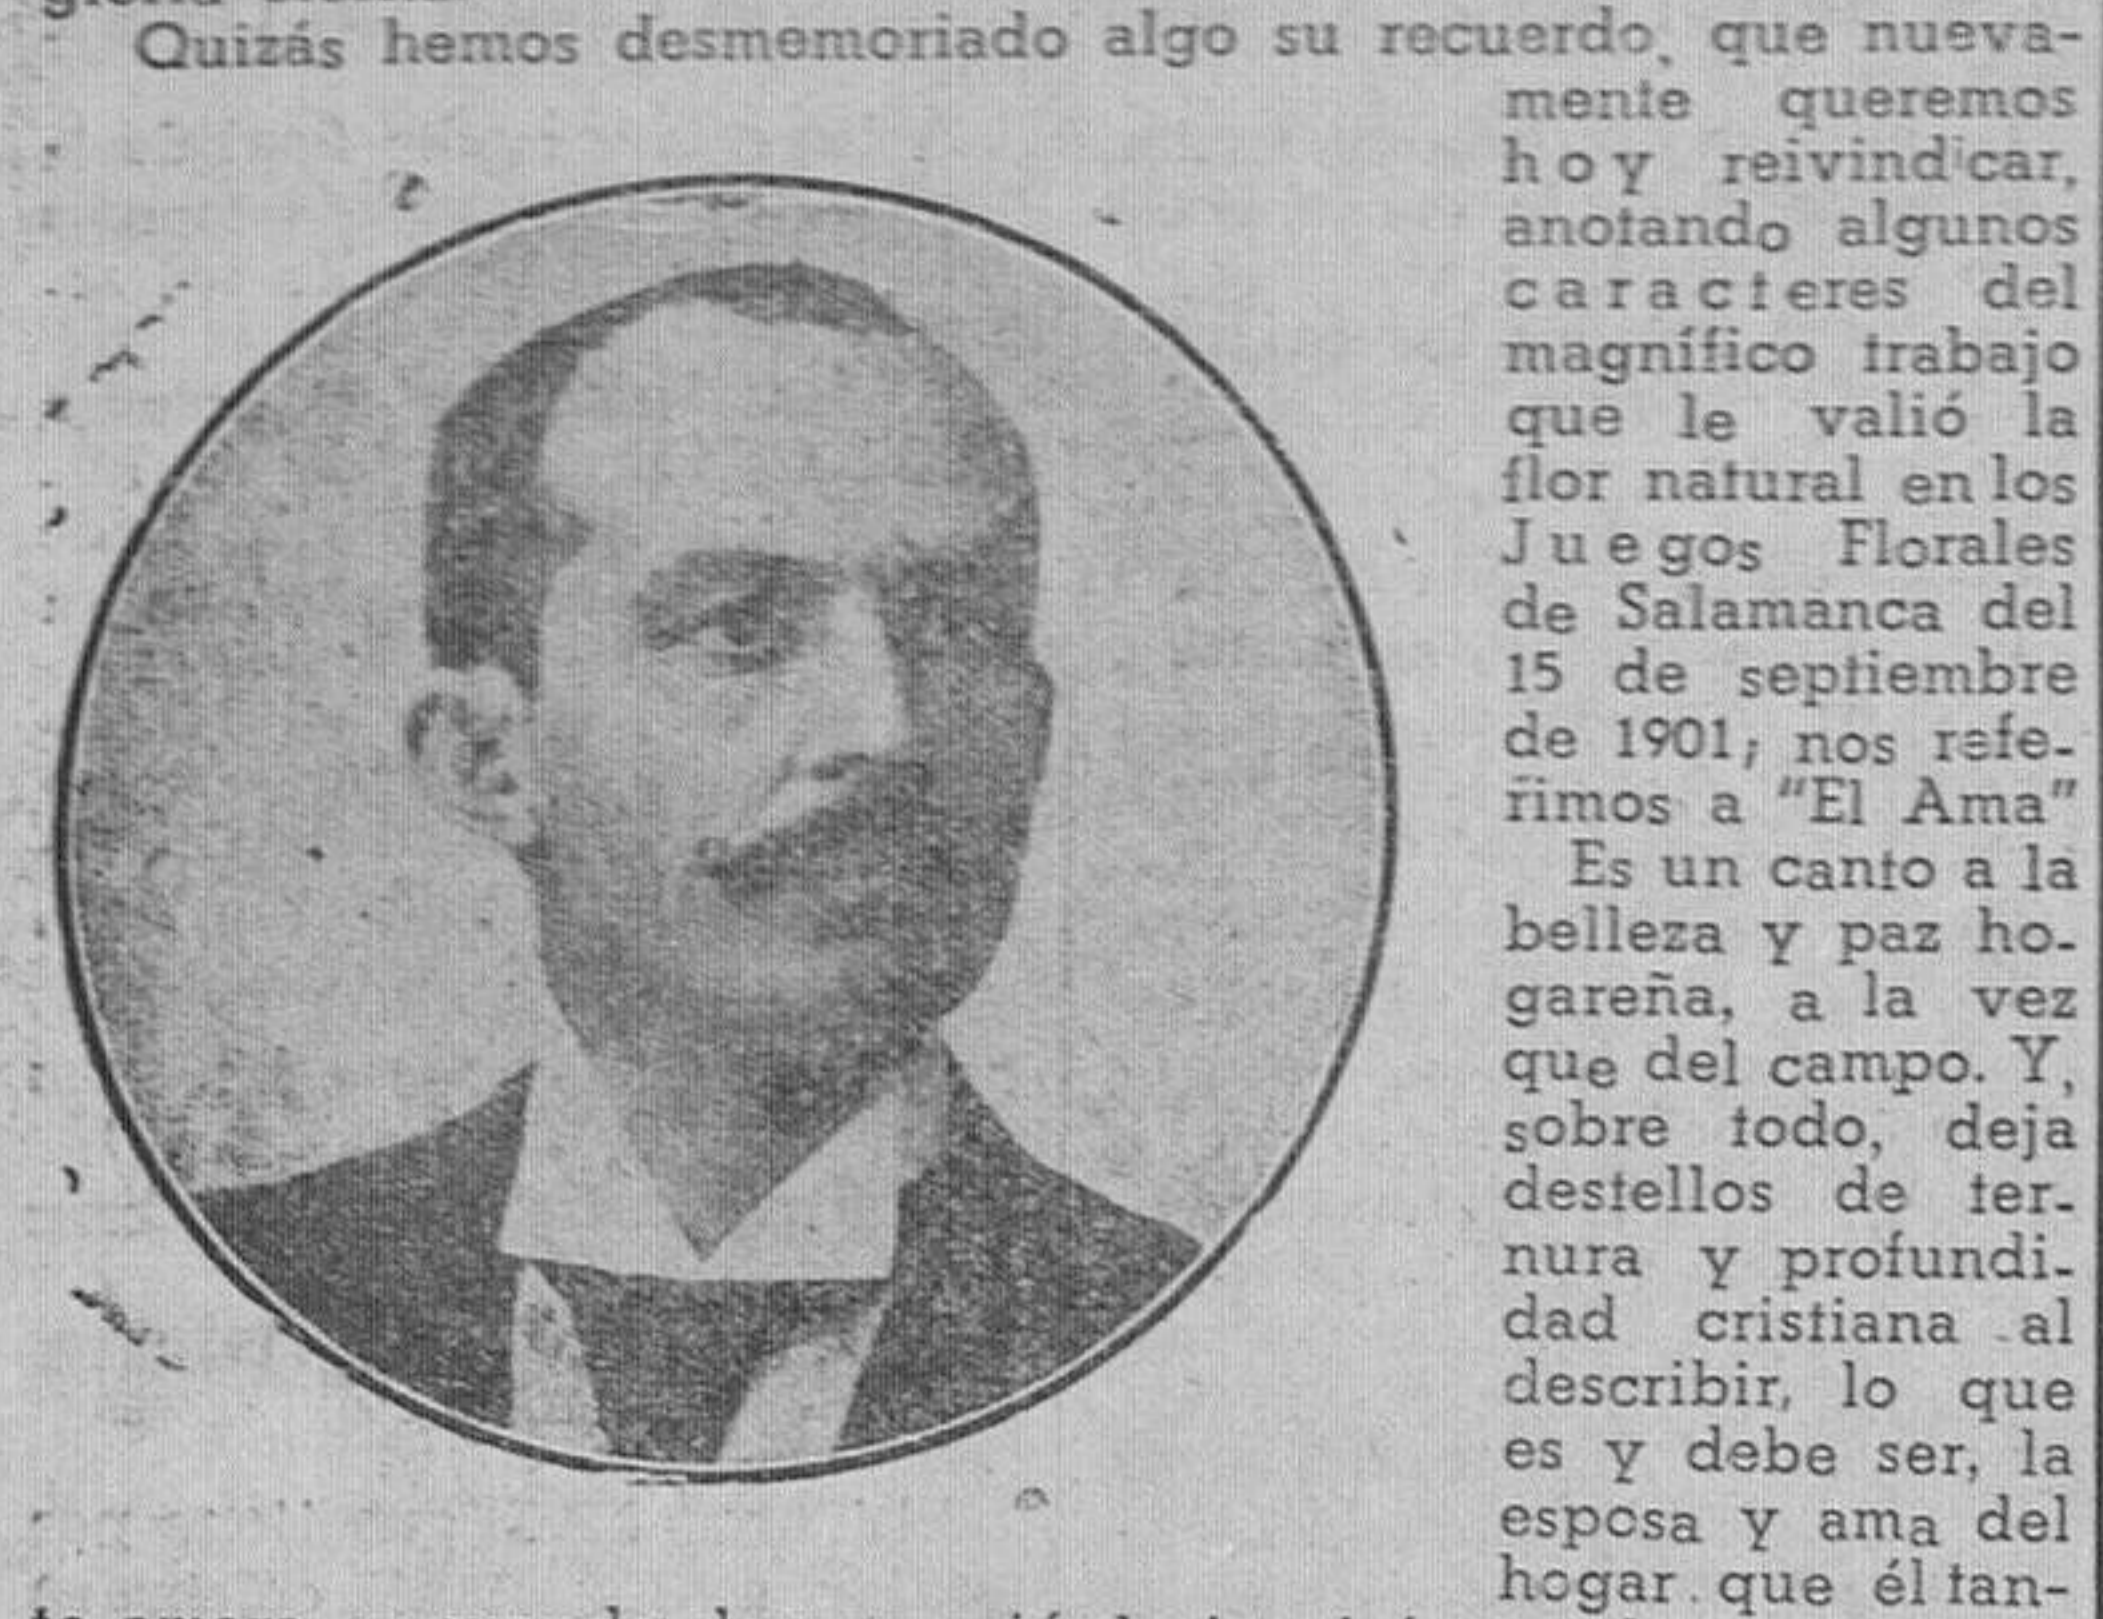 Quizás hemos desmemoriado algo su recuerdo, que nueva-
mente queremos
hoy reivindicar,
anotando algunos
caracteres del
magnífico trabajo
que le valió la
flor natural en los
Juegos Florales
de Salamanca del
15 de septiembre
de 1901; nos refe-
rimos a "El Ama"
Es un canto a la
belleza y paz ho-
gareña, a la vez
que del campo. Y,
sobre todo, deja
destellos de ter-
nura y profundi-
dad cristiana al
describir, lo que
es y debe ser, la
esposa y ama del
hogar que él tan-